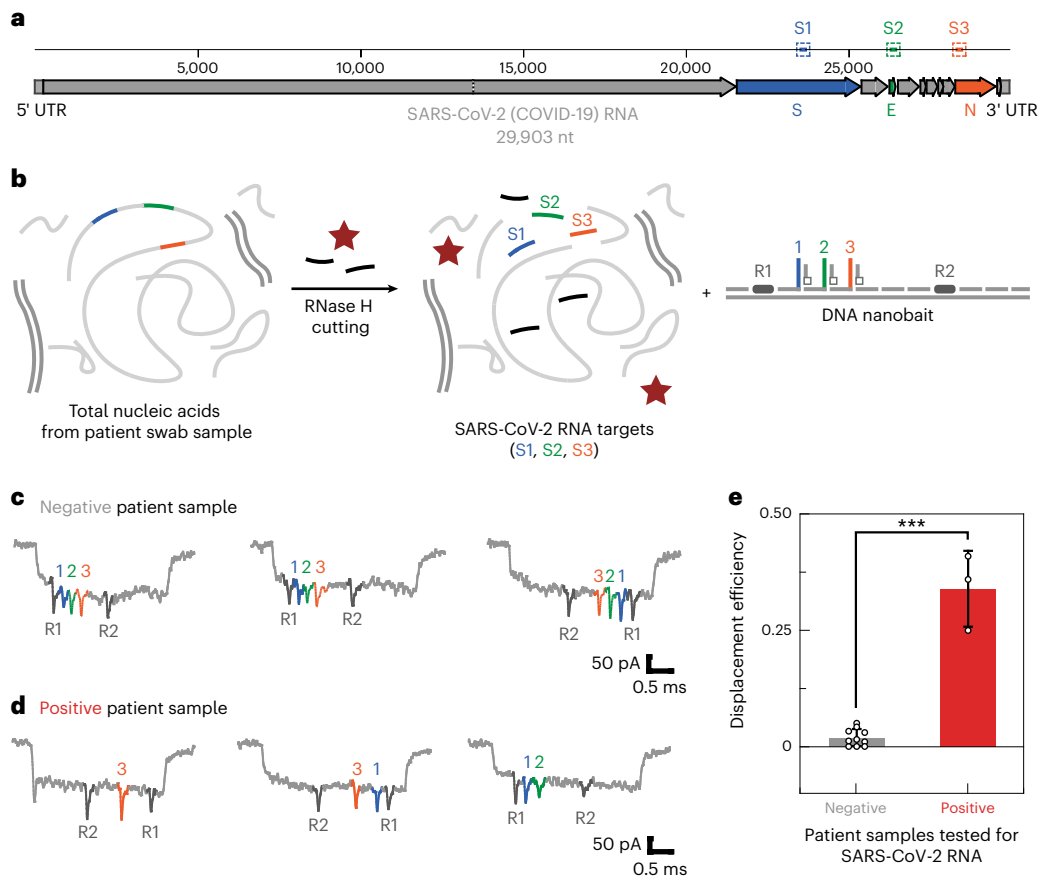 a
S1 S2 S3
5,000 10,000 15,000 20,000 25,000
5' UTR S E N 3' UTR
SARS-CoV-2 (COVID-19) RNA
29,903 nt
b
S2
S3
S1
RNase H
cutting
+
1 2 3
R1 R2
DNA nanobait
Total nucleic acids
from patient swab sample
SARS-CoV-2 RNA targets
(S1, S2, S3)
c Negative patient sample
1 2 3
R1 R2
1 2 3
R1 R2
3 2 1
R2 R1
50 pA
0.5 ms
d Positive patient sample
3
R2 R1
3 1
R2 R1
1 2
R1 R2
50 pA
0.5 ms
e
Displacement efficiency
0.50
0.25
0
***
Negative Positive
Patient samples tested for
SARS-CoV-2 RNA